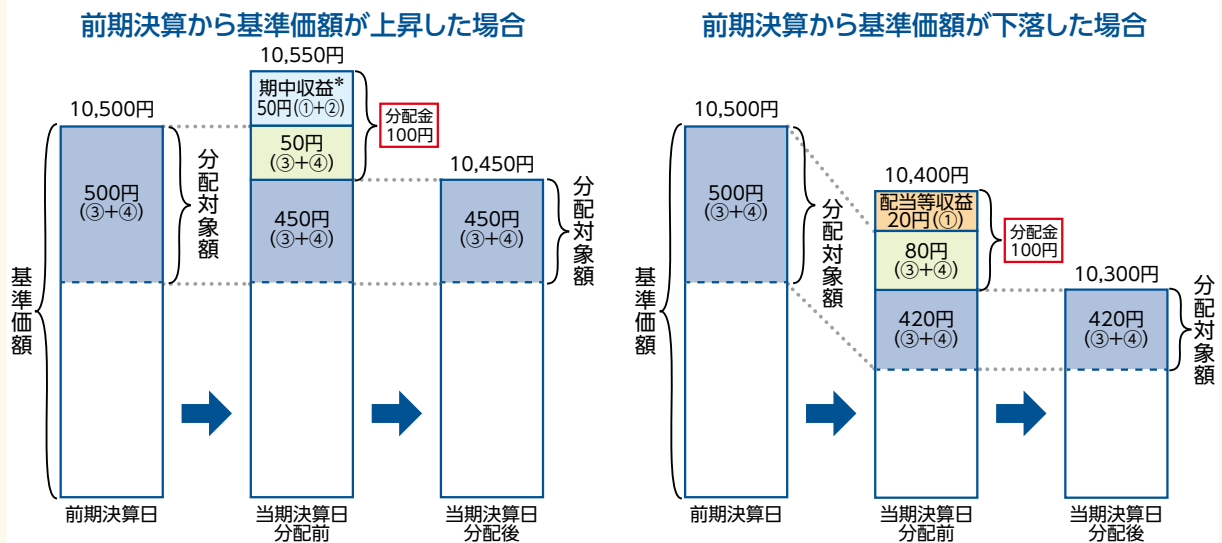 前期決算から基準価額が上昇した場合
10,500円
500円
(③+④)
分配対象額
基準価額
前期決算日
10,550円
期中収益*
50円(①+②)
50円
(③+④)
450円
(③+④)
分配金
100円
当期決算日
分配前
10,450円
450円
(③+④)
分配対象額
当期決算日
分配後
前期決算から基準価額が下落した場合
10,500円
500円
(③+④)
分配対象額
基準価額
前期決算日
10,400円
配当等収益
20円(①)
80円
(③+④)
420円
(③+④)
分配金
100円
当期決算日
分配前
10,300円
420円
(③+④)
分配対象額
当期決算日
分配後